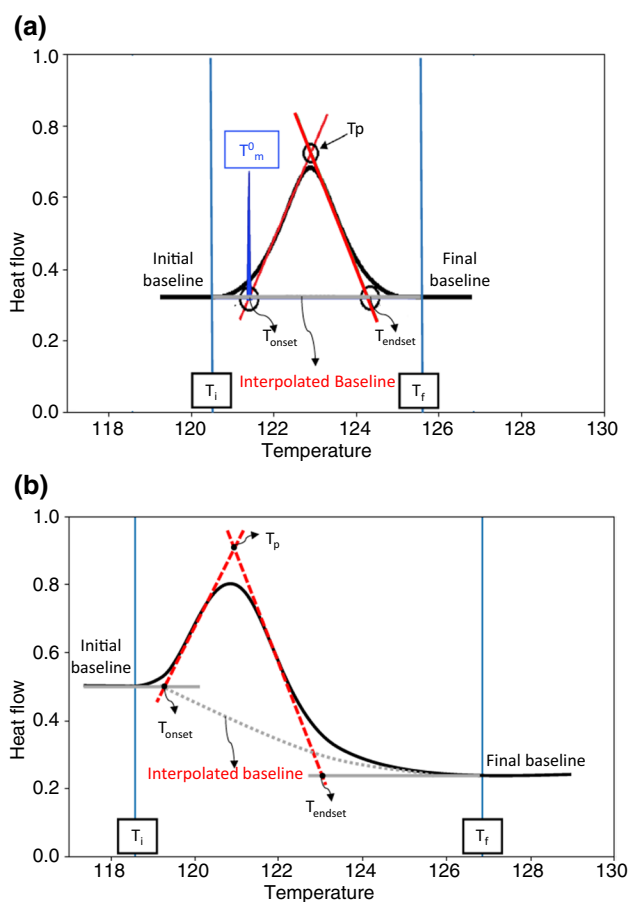 (a)
1.0
0.8
0.6
0.4
0.2
0.0
Heat flow
T⁰m
Tp
Initial
baseline
Final
baseline
Tonset
Tendset
Interpolated Baseline
Ti
Tf
118 120 122 124 126 128 130
Temperature
(b)
1.0
0.8
0.6
0.4
0.2
0.0
Heat flow
Tp
Initial
baseline
Tonset
Interpolated baseline
Final baseline
Tendset
Ti
Tf
118 120 122 124 126 128 130
Temperature